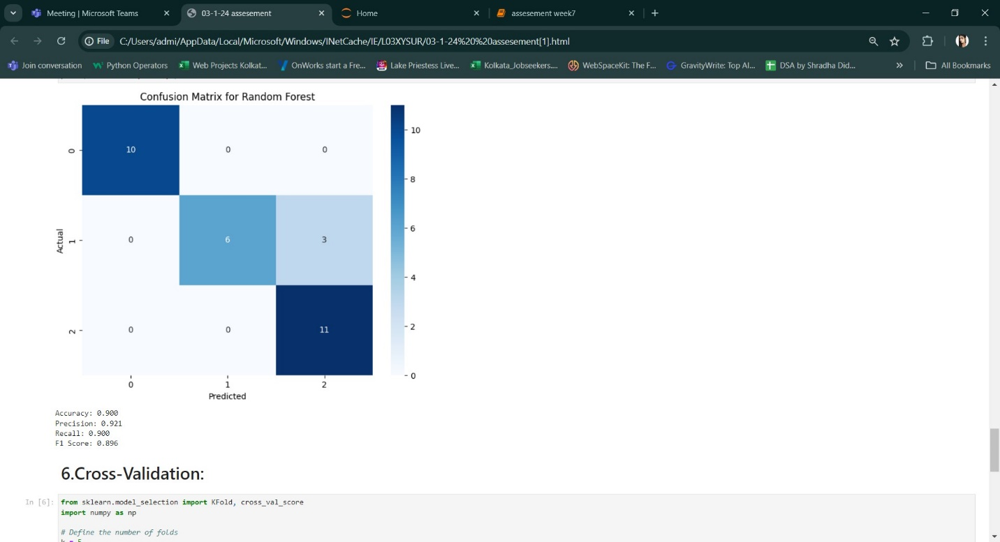 Meeting | Microsoft Teams
03-1-24 assesement
Home
assesement week7
File C:/Users/admi/AppData/Local/Microsoft/Windows/INetCache/IE/L03XYSUR/03-1-24%20%20assesement[1].html
Join conversation
Python Operators
Web Projects Kolkat...
OnWorks start a Fre...
Lake Priestess Live...
Kolkata_Jobseekers....
WebSpaceKit: The F...
GravityWrite: Top AI...
DSA by Shradha Did...
All Bookmarks
Confusion Matrix for Random Forest
0 10 0 0
1 0 6 3
2 0 0 11
Actual
0 1 2
Predicted
10
8
6
4
2
0
Accuracy: 0.900
Precision: 0.921
Recall: 0.900
F1 Score: 0.896
6.Cross-Validation:
In [6]: from sklearn.model_selection import KFold, cross_val_score
import numpy as np
# Define the number of folds
k = 5